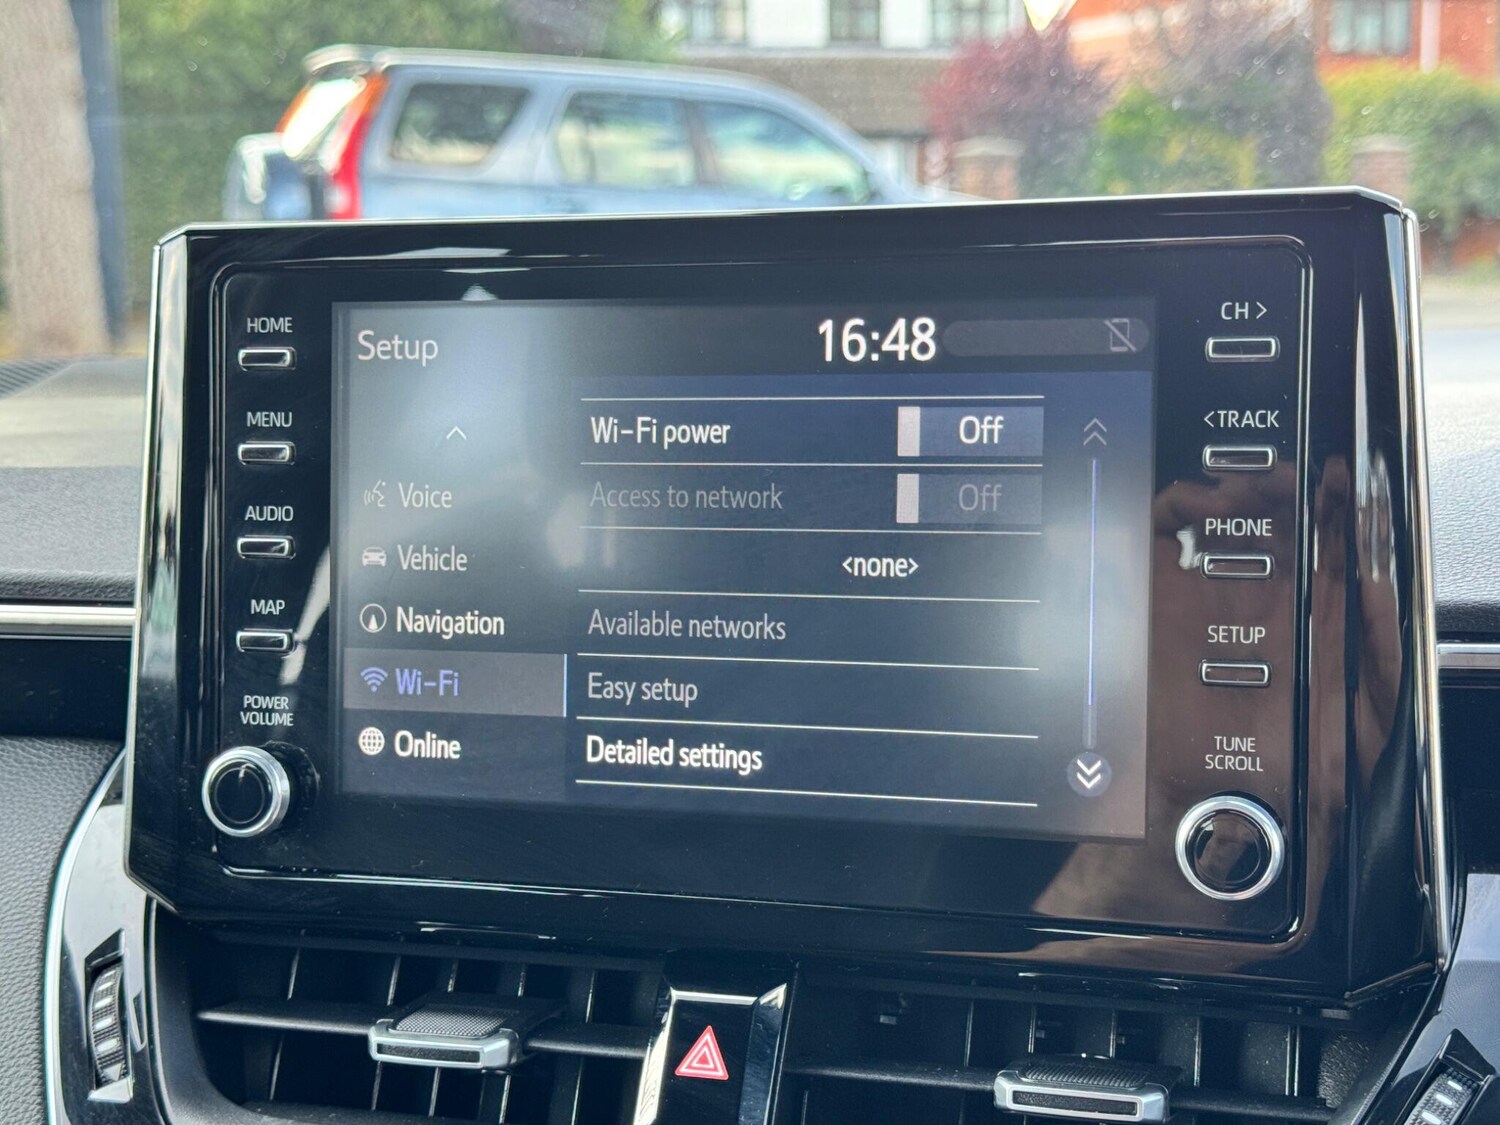 HOME
MENU
AUDIO
MAP
POWER
VOLUME
Setup
16:48
Voice
Vehicle
Navigation
Wi-Fi
Online
Wi-Fi power
Off
Access to network
Off
<none>
Available networks
Easy setup
Detailed settings
CH >
<TRACK
PHONE
SETUP
TUNE
SCROLL